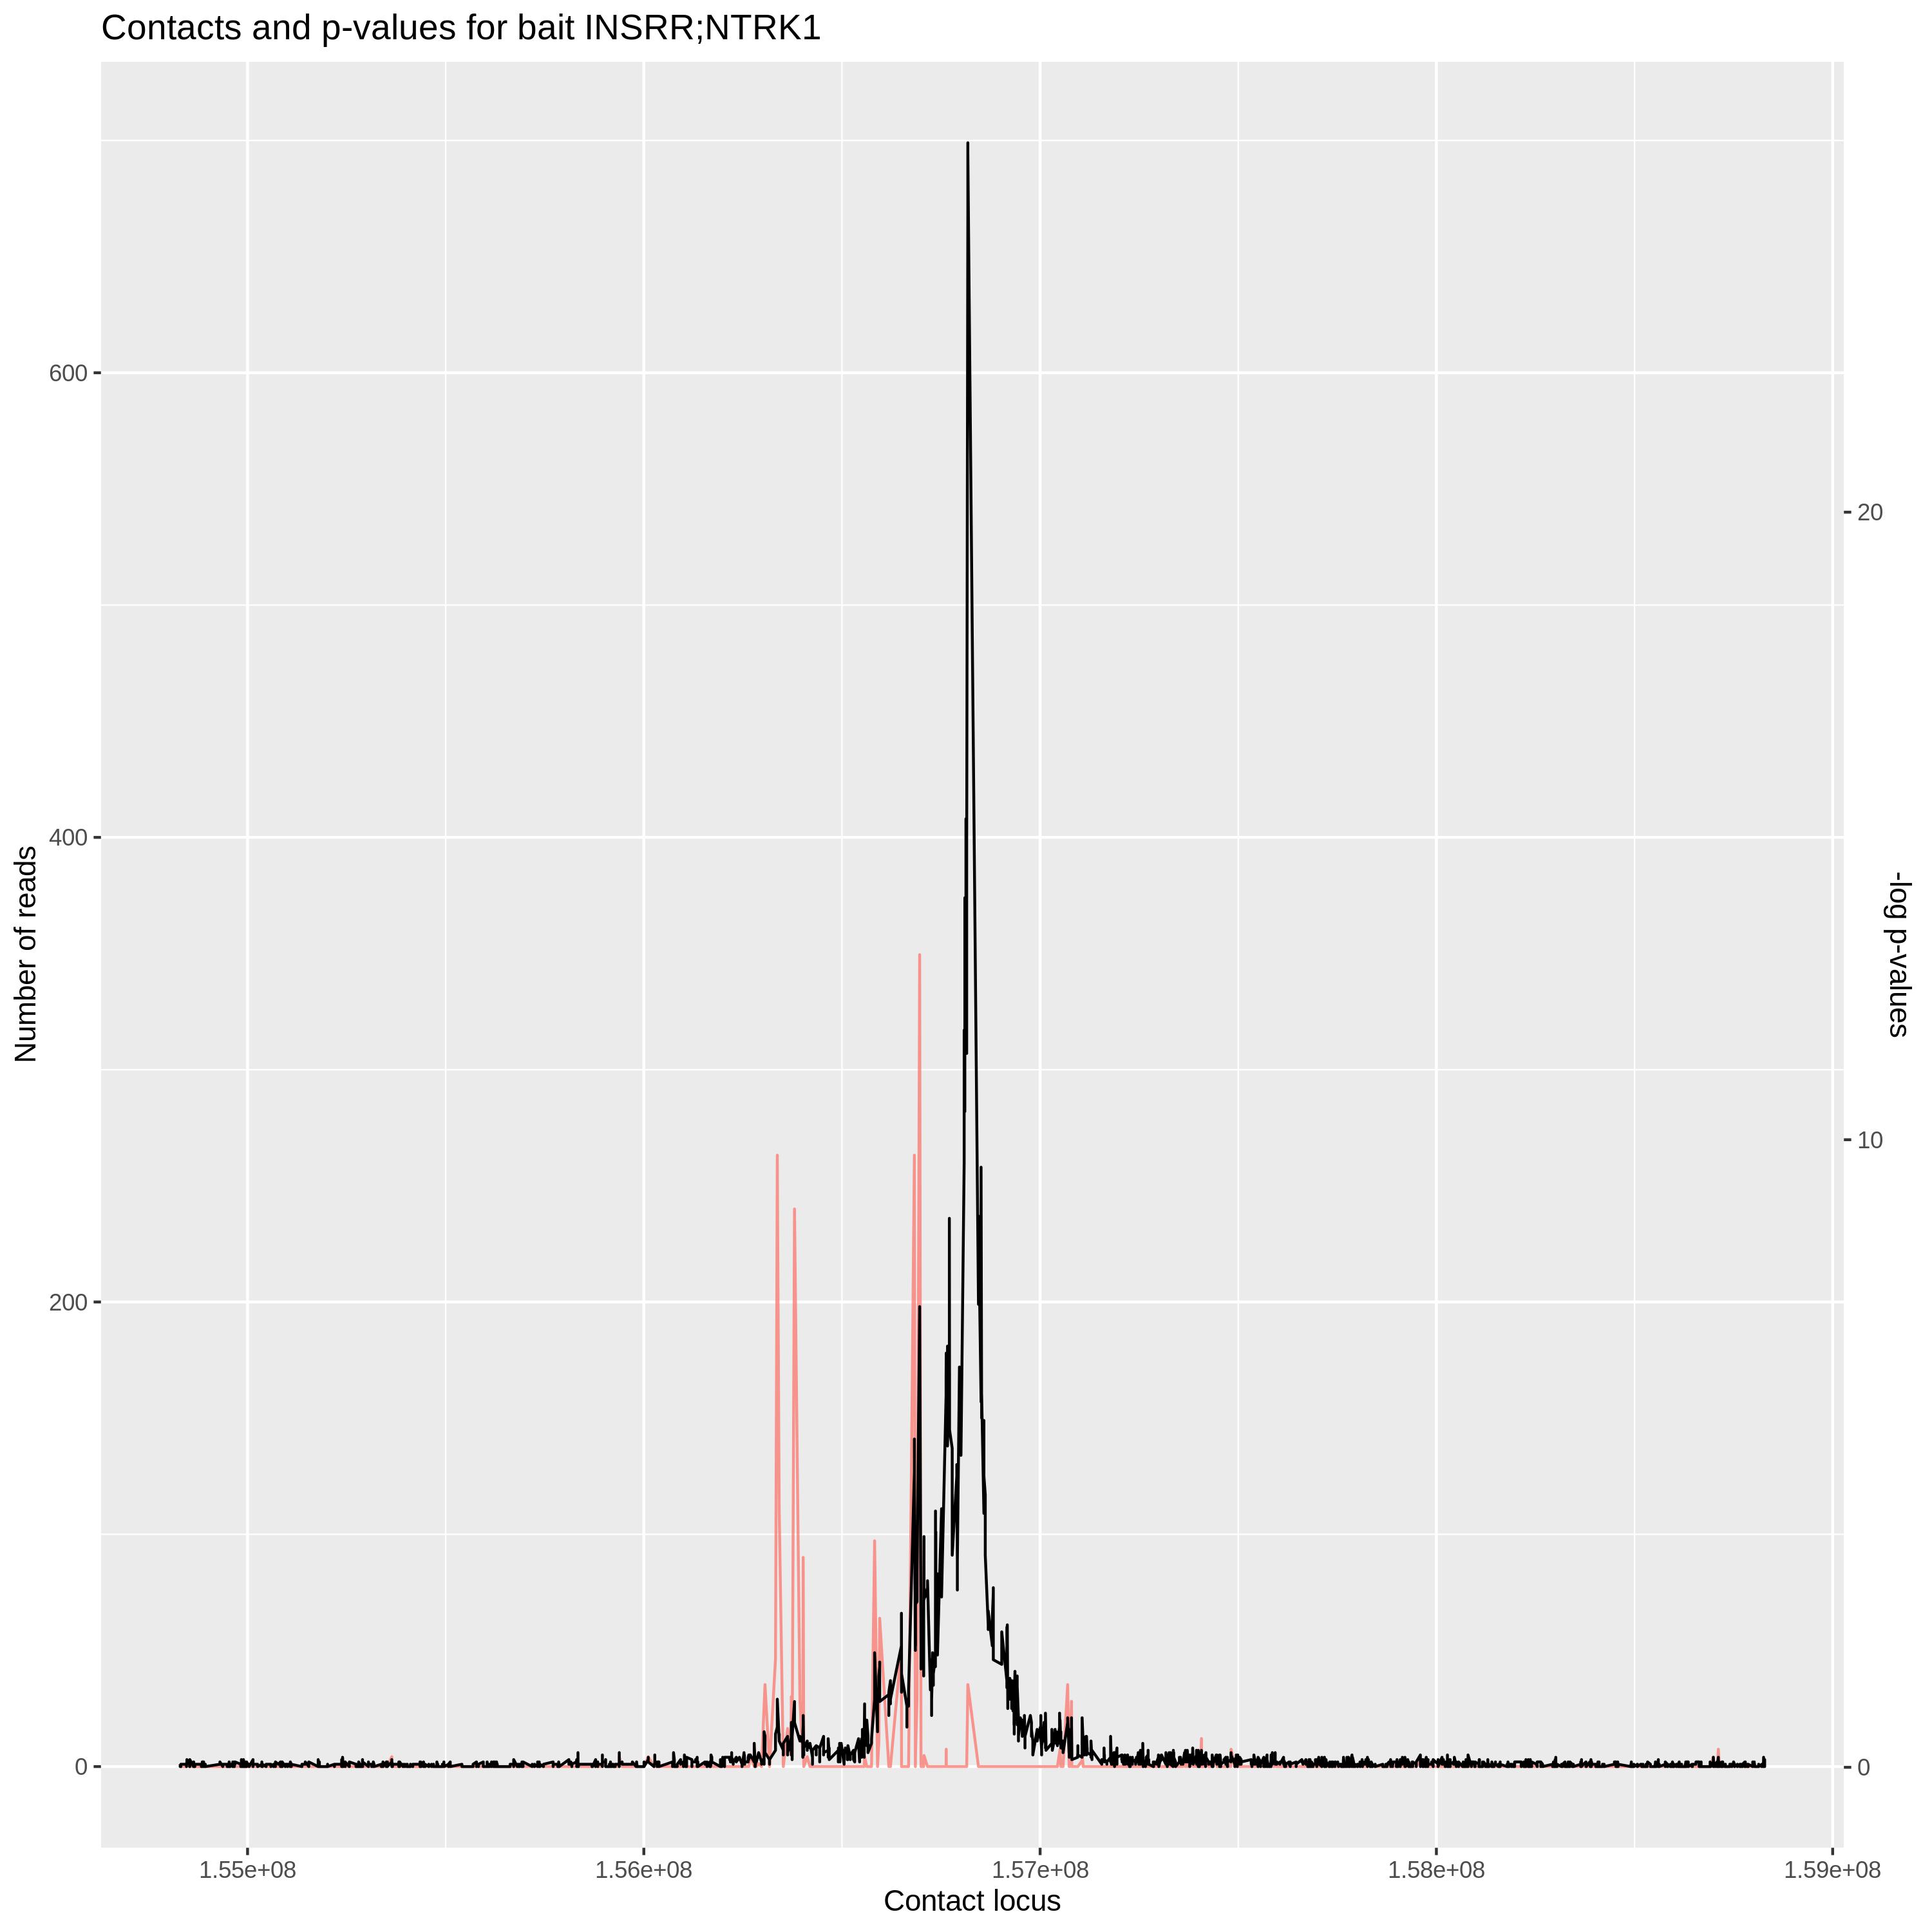 Contacts and p-values for bait INSRR;NTRK1
Number of reads
600
400
200
0
-log p-values
20
10
0
1.55e+08
1.56e+08
1.57e+08
1.58e+08
1.59e+08
Contact locus